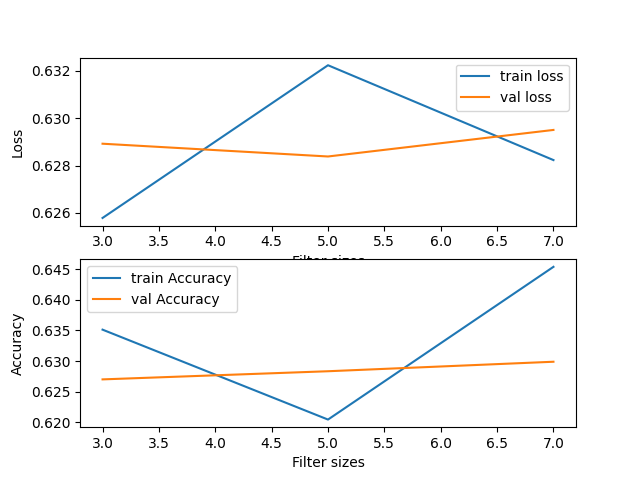 0.632
0.630
0.628
0.626
Loss
train loss
val loss
3.0 3.5 4.0 4.5 5.0 5.5 6.0 6.5 7.0
Filter sizes
0.645
0.640
0.635
0.630
0.625
0.620
Accuracy
train Accuracy
val Accuracy
3.0 3.5 4.0 4.5 5.0 5.5 6.0 6.5 7.0
Filter sizes